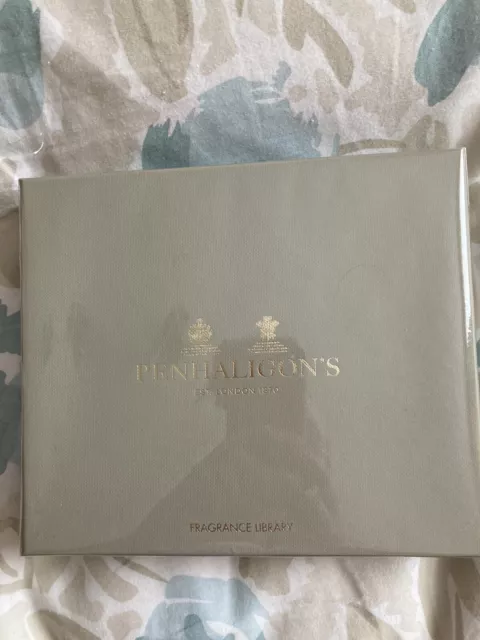 PENHALIGON'S
EST. LONDON 1870
FRAGRANCE LIBRARY